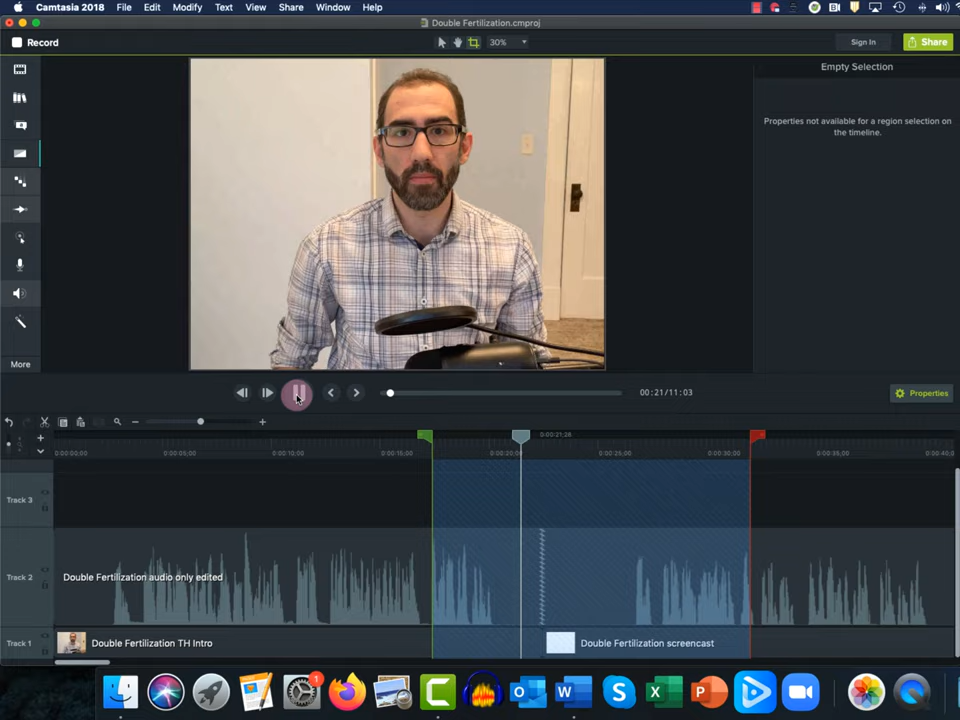 Camtasia 2018 File Edit Modify Text View Share Window Help
Double Fertilization.cmproj
Record 30% Sign In Share
Empty Selection
Properties not available for a region selection on
the timeline.
More
00:21/11:03 Properties
0:00:21;28
0:00:00;00 0:00:05;00 0:00:10;00 0:00:15;00 0:00:20;00 0:00:25;00 0:00:30;00 0:00:35;00 0:00:40;0
Track 3
Track 2 Double Fertilization audio only edited
Track 1 Double Fertilization TH Intro Double Fertilization screencast
1